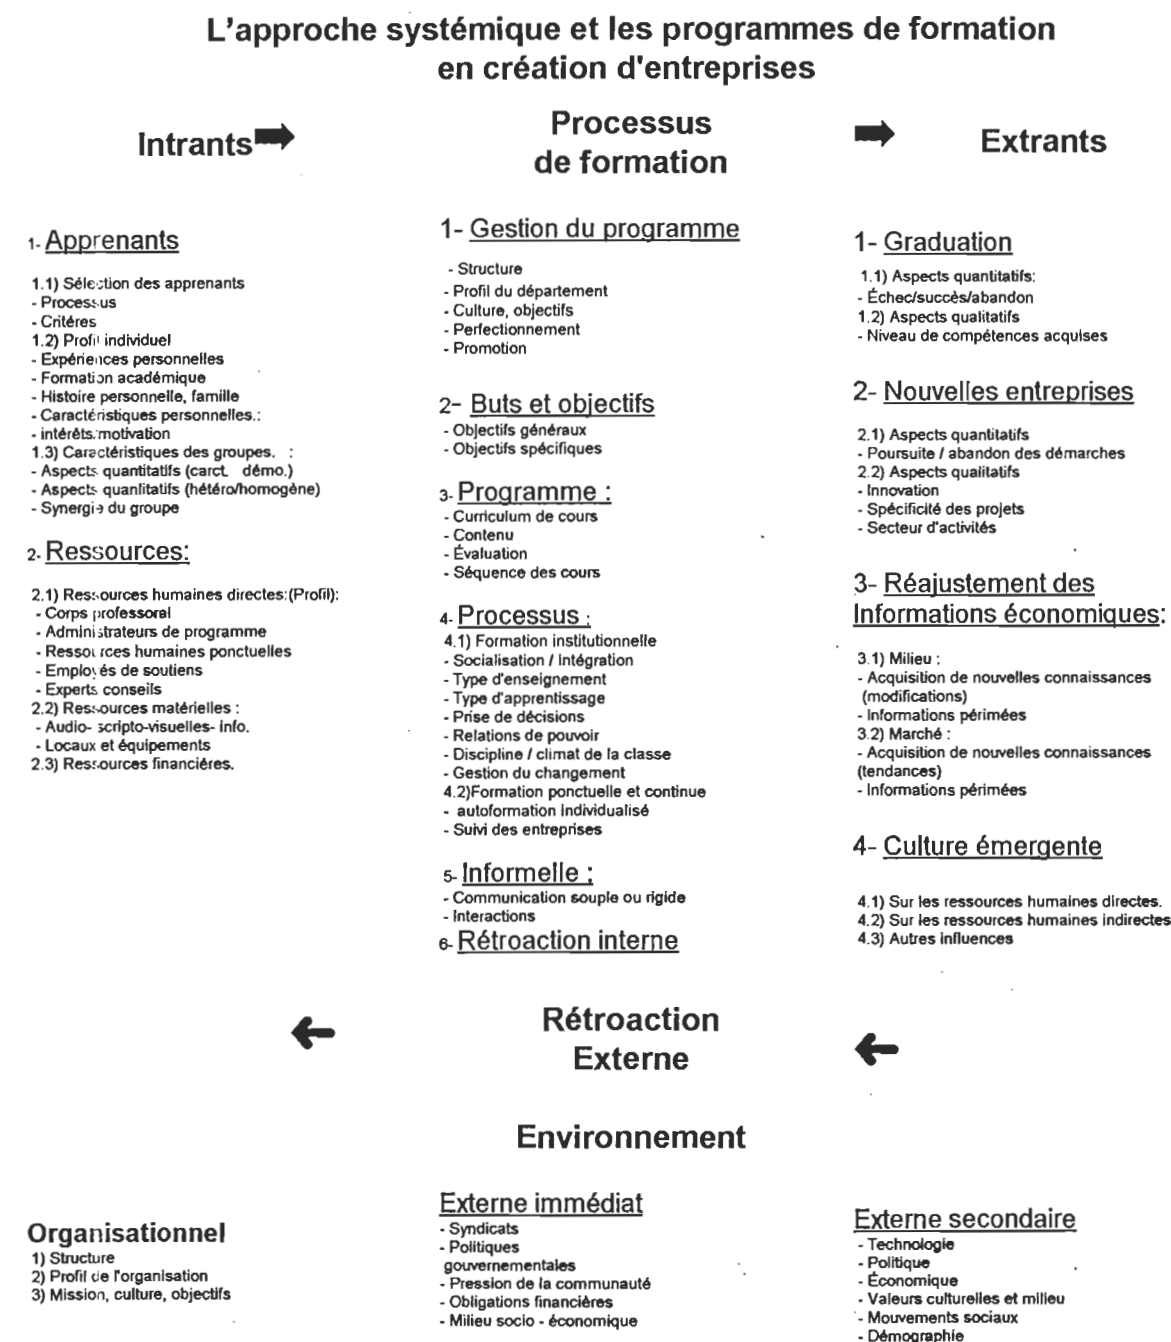 L'approche systémique et les programmes de formation
en création d'entreprises
Intrants
Processus
de formation
Extrants
1- Apprenants
1.1) Sélection des apprenants
- Processus
- Critères
1.2) Profil individuel
- Expériences personnelles
- Formation académique
- Histoire personnelle, famille
- Caractéristiques personnelles.:
- intérêts.motivation
1.3) Caractéristiques des groupes. :
- Aspects quantitatifs (carct. démo.)
- Aspects quanlitatifs (hétéro/homogène)
- Synergie du groupe
2- Ressources:
2.1) Ressources humaines directes:(Profil):
- Corps professoral
- Administrateurs de programme
- Ressources humaines ponctuelles
- Employés de soutiens
- Experts conseils
2.2) Ressources matérielles :
- Audio- scripto-visuelles- info.
- Locaux et équipements
2.3) Ressources financières.
1- Gestion du programme
- Structure
- Profil du département
- Culture, objectifs
- Perfectionnement
- Promotion
2- Buts et objectifs
- Objectifs généraux
- Objectifs spécifiques
3- Programme :
- Curriculum de cours
- Contenu
- Évaluation
- Séquence des cours
4- Processus :
4.1) Formation institutionnelle
- Socialisation / Intégration
- Type d'enseignement
- Type d'apprentissage
- Prise de décisions
- Relations de pouvoir
- Discipline / climat de la classe
- Gestion du changement
4.2)Formation ponctuelle et continue
- autoformation individualisé
- Suivi des entreprises
5- Informelle :
- Communication souple ou rigide
- Interactions
6- Rétroaction interne
1- Graduation
1.1) Aspects quantitatifs:
- Échec/succès/abandon
1.2) Aspects qualitatifs
- Niveau de compétences acquises
2- Nouvelles entreprises
2.1) Aspects quantitatifs
- Poursuite / abandon des démarches
2.2) Aspects qualitatifs
- Innovation
- Spécificité des projets
- Secteur d'activités
3- Réajustement des
Informations économiques:
3.1) Milieu :
- Acquisition de nouvelles connaissances
(modifications)
- Informations périmées
3.2) Marché :
- Acquisition de nouvelles connaissances
(tendances)
- Informations périmées
4- Culture émergente
4.1) Sur les ressources humaines directes.
4.2) Sur les ressources humaines indirectes
4.3) Autres influences
Rétroaction
Externe
Environnement
Organisationnel
1) Structure
2) Profil de l'organisation
3) Mission, culture, objectifs
Externe immédiat
- Syndicats
- Politiques
gouvernementales
- Pression de la communauté
- Obligations financières
- Milieu socio - économique
Externe secondaire
- Technologie
- Politique
- Économique
- Valeurs culturelles et milieu
- Mouvements sociaux
- Démographie